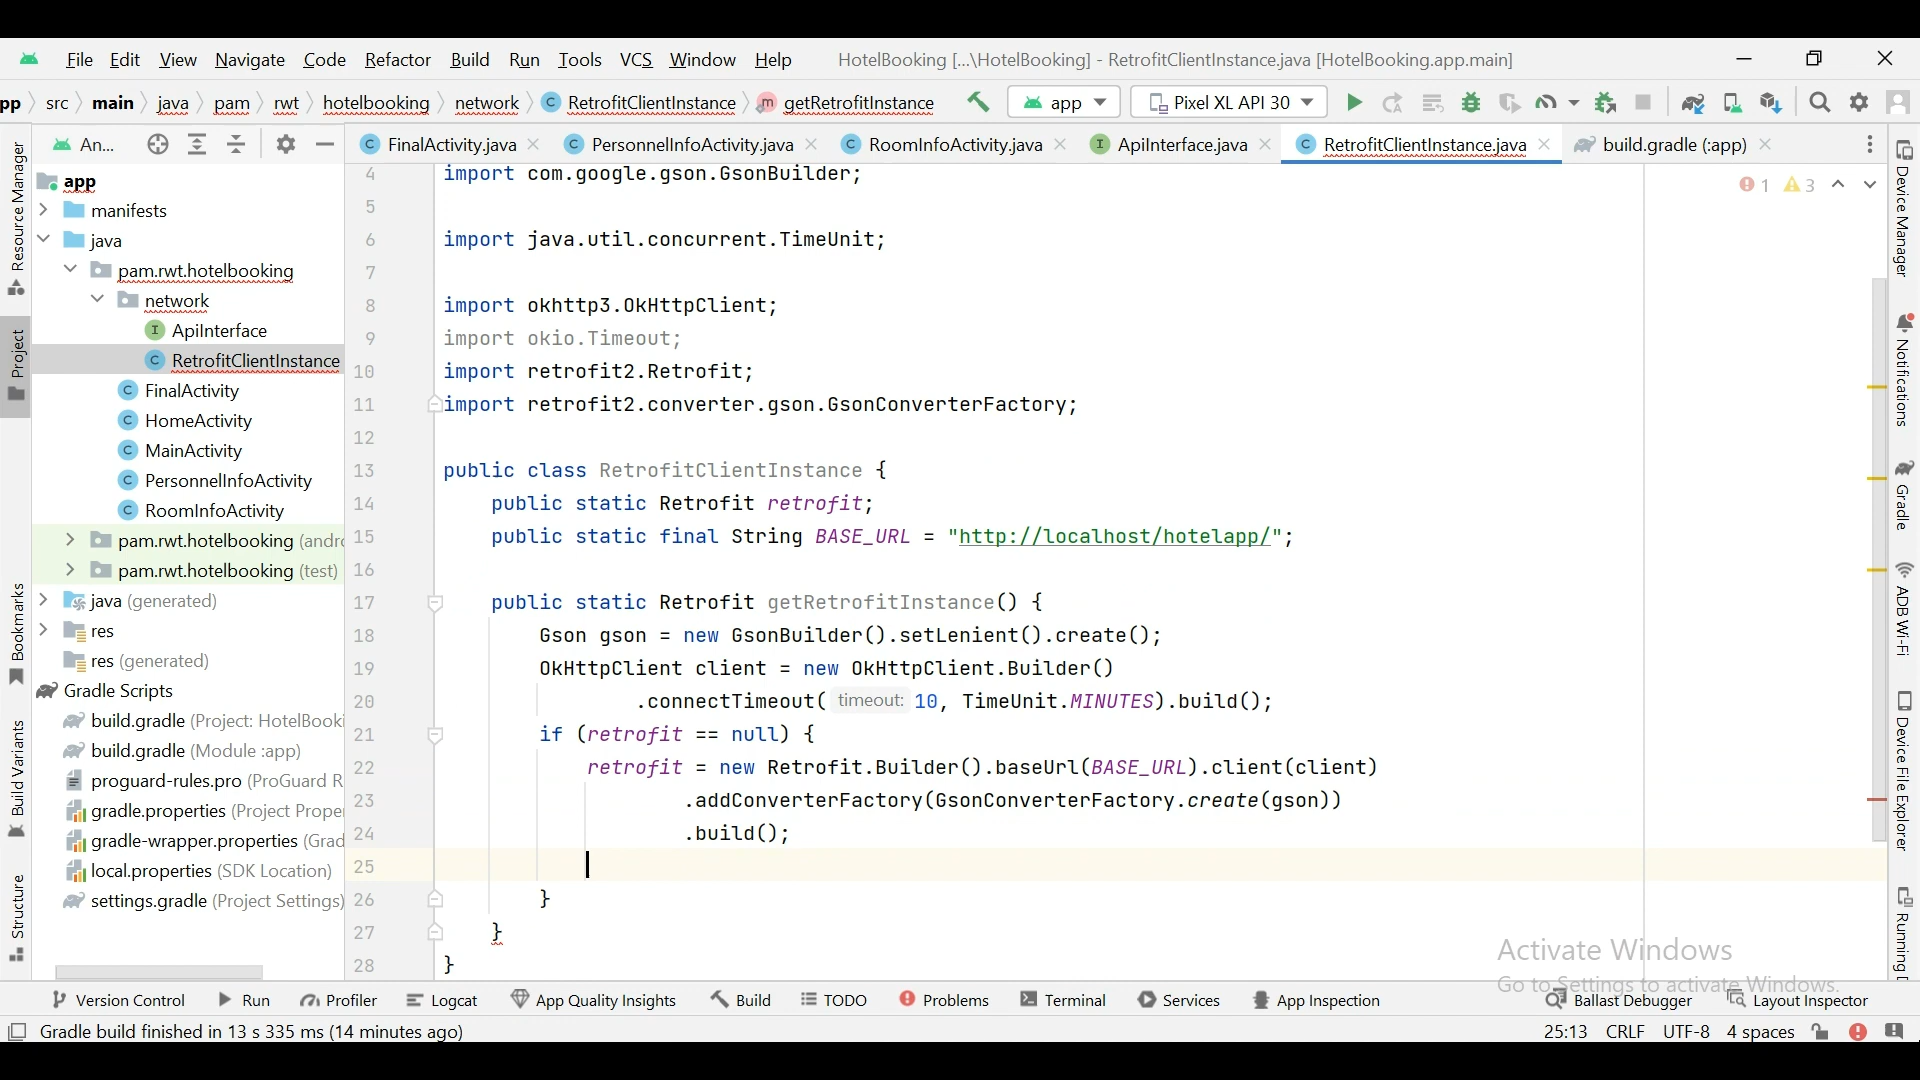 File Edit View Navigate Code Refactor Build Run Tools VCS Window Help HotelBooking [...\HotelBooking] - RetrofitClientInstance.java [HotelBooking.app.main]
pp src main java pam rwt hotelbooking network C RetrofitClientInstance m getRetrofitInstance app Pixel XL API 30
An... C FinalActivity.java C PersonnelInfoActivity.java C RoomInfoActivity.java I ApiInterface.java C RetrofitClientInstance.java build.gradle (:app)
Resource Manager
Project
Bookmarks
Build Variants
Structure
app
manifests
java
pam.rwt.hotelbooking
network
I ApiInterface
C RetrofitClientInstance
C FinalActivity
C HomeActivity
C MainActivity
C PersonnelInfoActivity
C RoomInfoActivity
pam.rwt.hotelbooking (andr
pam.rwt.hotelbooking (test)
java (generated)
res
res (generated)
Gradle Scripts
build.gradle (Project: HotelBooki
build.gradle (Module :app)
proguard-rules.pro (ProGuard R
gradle.properties (Project Prope
gradle-wrapper.properties (Grad
local.properties (SDK Location)
settings.gradle (Project Settings)
1 3
4 import com.google.gson.GsonBuilder;
5
6 import java.util.concurrent.TimeUnit;
7
8 import okhttp3.OkHttpClient;
9 import okio.Timeout;
10 import retrofit2.Retrofit;
11 import retrofit2.converter.gson.GsonConverterFactory;
12
13 public class RetrofitClientInstance {
14 public static Retrofit retrofit;
15 public static final String BASE_URL = "http://localhost/hotelapp/";
16
17 public static Retrofit getRetrofitInstance() {
18 Gson gson = new GsonBuilder().setLenient().create();
19 OkHttpClient client = new OkHttpClient.Builder()
20 .connectTimeout( timeout: 10, TimeUnit.MINUTES).build();
21 if (retrofit == null) {
22 retrofit = new Retrofit.Builder().baseUrl(BASE_URL).client(client)
23 .addConverterFactory(GsonConverterFactory.create(gson))
24 .build();
25
26 }
27 }
28 }
Device Manager
Notifications
Gradle
ADB Wi-Fi
Device File Explorer
Running D
Activate Windows
Go to Settings to activate Windows.
Version Control Run Profiler Logcat App Quality Insights Build TODO Problems Terminal Services App Inspection Ballast Debugger Layout Inspector
Gradle build finished in 13 s 335 ms (14 minutes ago) 25:13 CRLF UTF-8 4 spaces